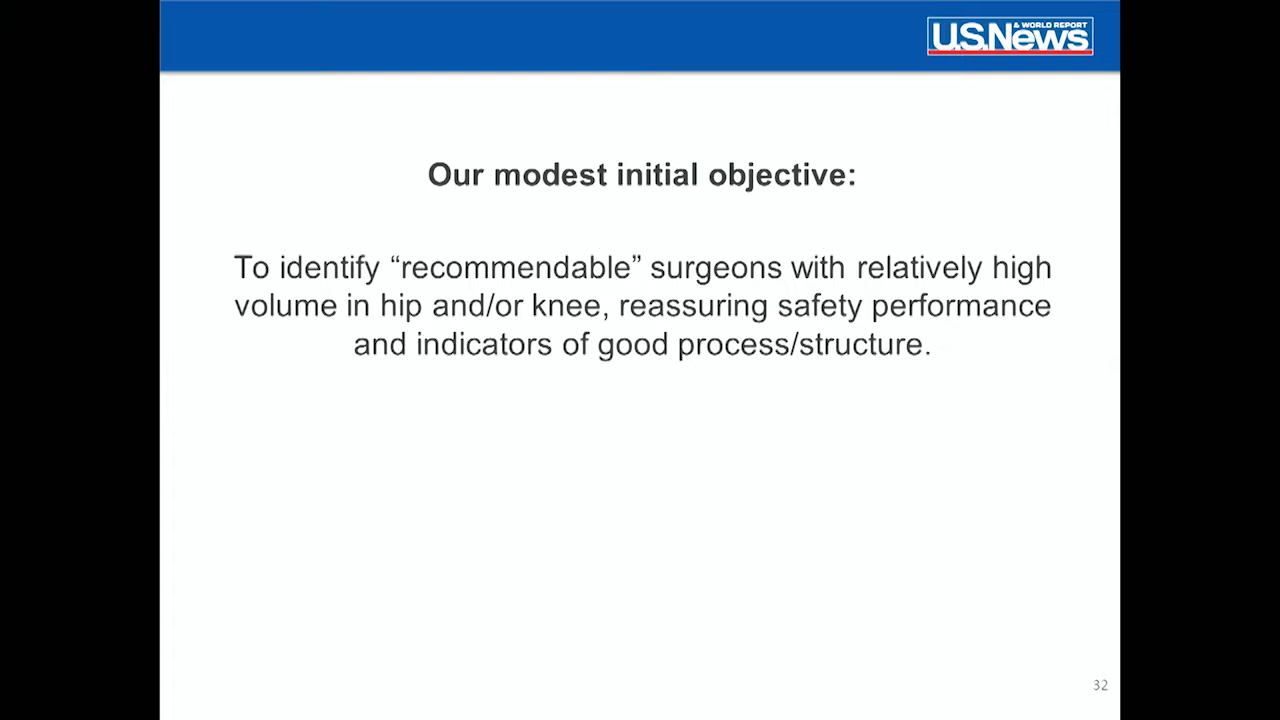 U.S.News
& WORLD REPORT
Our modest initial objective:
To identify “recommendable” surgeons with relatively high
volume in hip and/or knee, reassuring safety performance
and indicators of good process/structure.
32